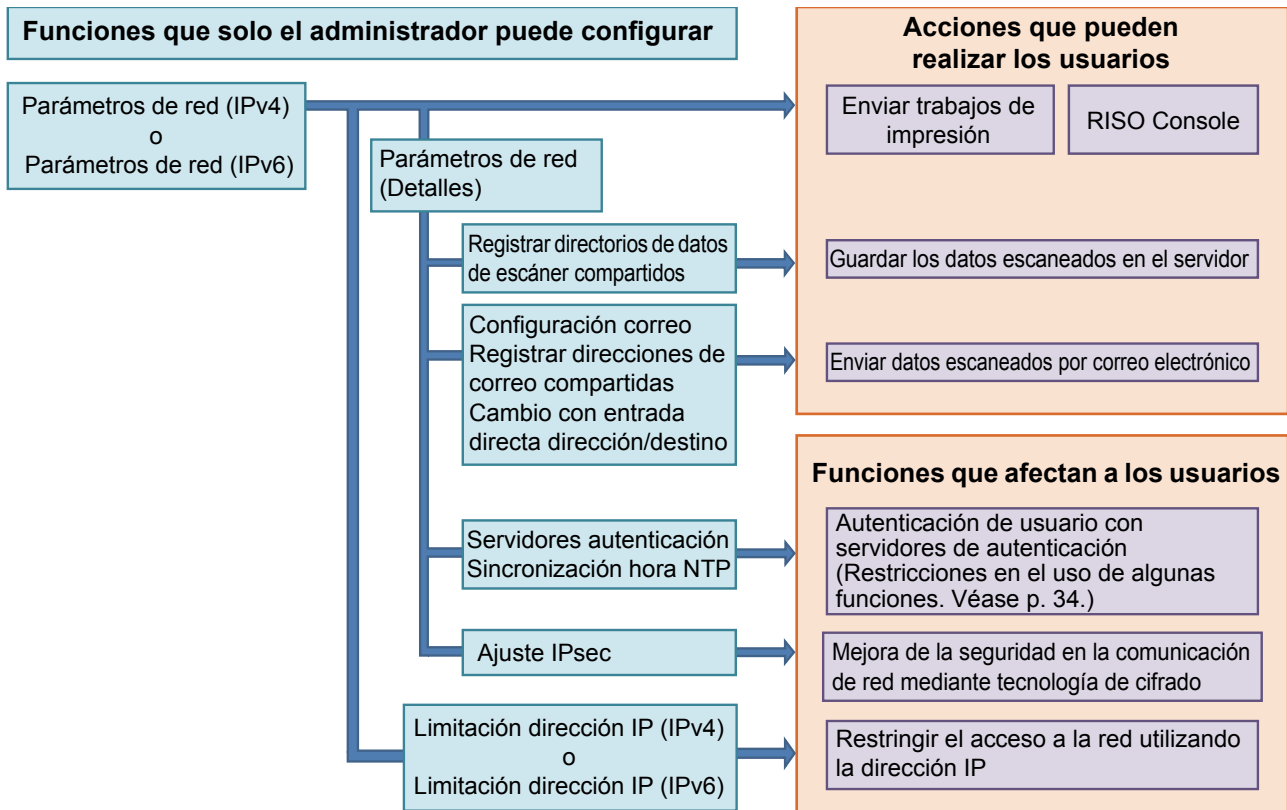 Funciones que solo el administrador puede configurar
Acciones que pueden
realizar los usuarios
Parámetros de red (IPv4)
o
Parámetros de red (IPv6)
Enviar trabajos de
impresión
RISO Console
Parámetros de red
(Detalles)
Registrar directorios de datos
de escáner compartidos
Guardar los datos escaneados en el servidor
Configuración correo
Registrar direcciones de
correo compartidas
Cambio con entrada
directa dirección/destino
Enviar datos escaneados por correo electrónico
Funciones que afectan a los usuarios
Servidores autenticación
Sincronización hora NTP
Autenticación de usuario con
servidores de autenticación
(Restricciones en el uso de algunas
funciones. Véase p. 34.)
Ajuste IPsec
Mejora de la seguridad en la comunicación
de red mediante tecnología de cifrado
Limitación dirección IP (IPv4)
o
Limitación dirección IP (IPv6)
Restringir el acceso a la red utilizando
la dirección IP